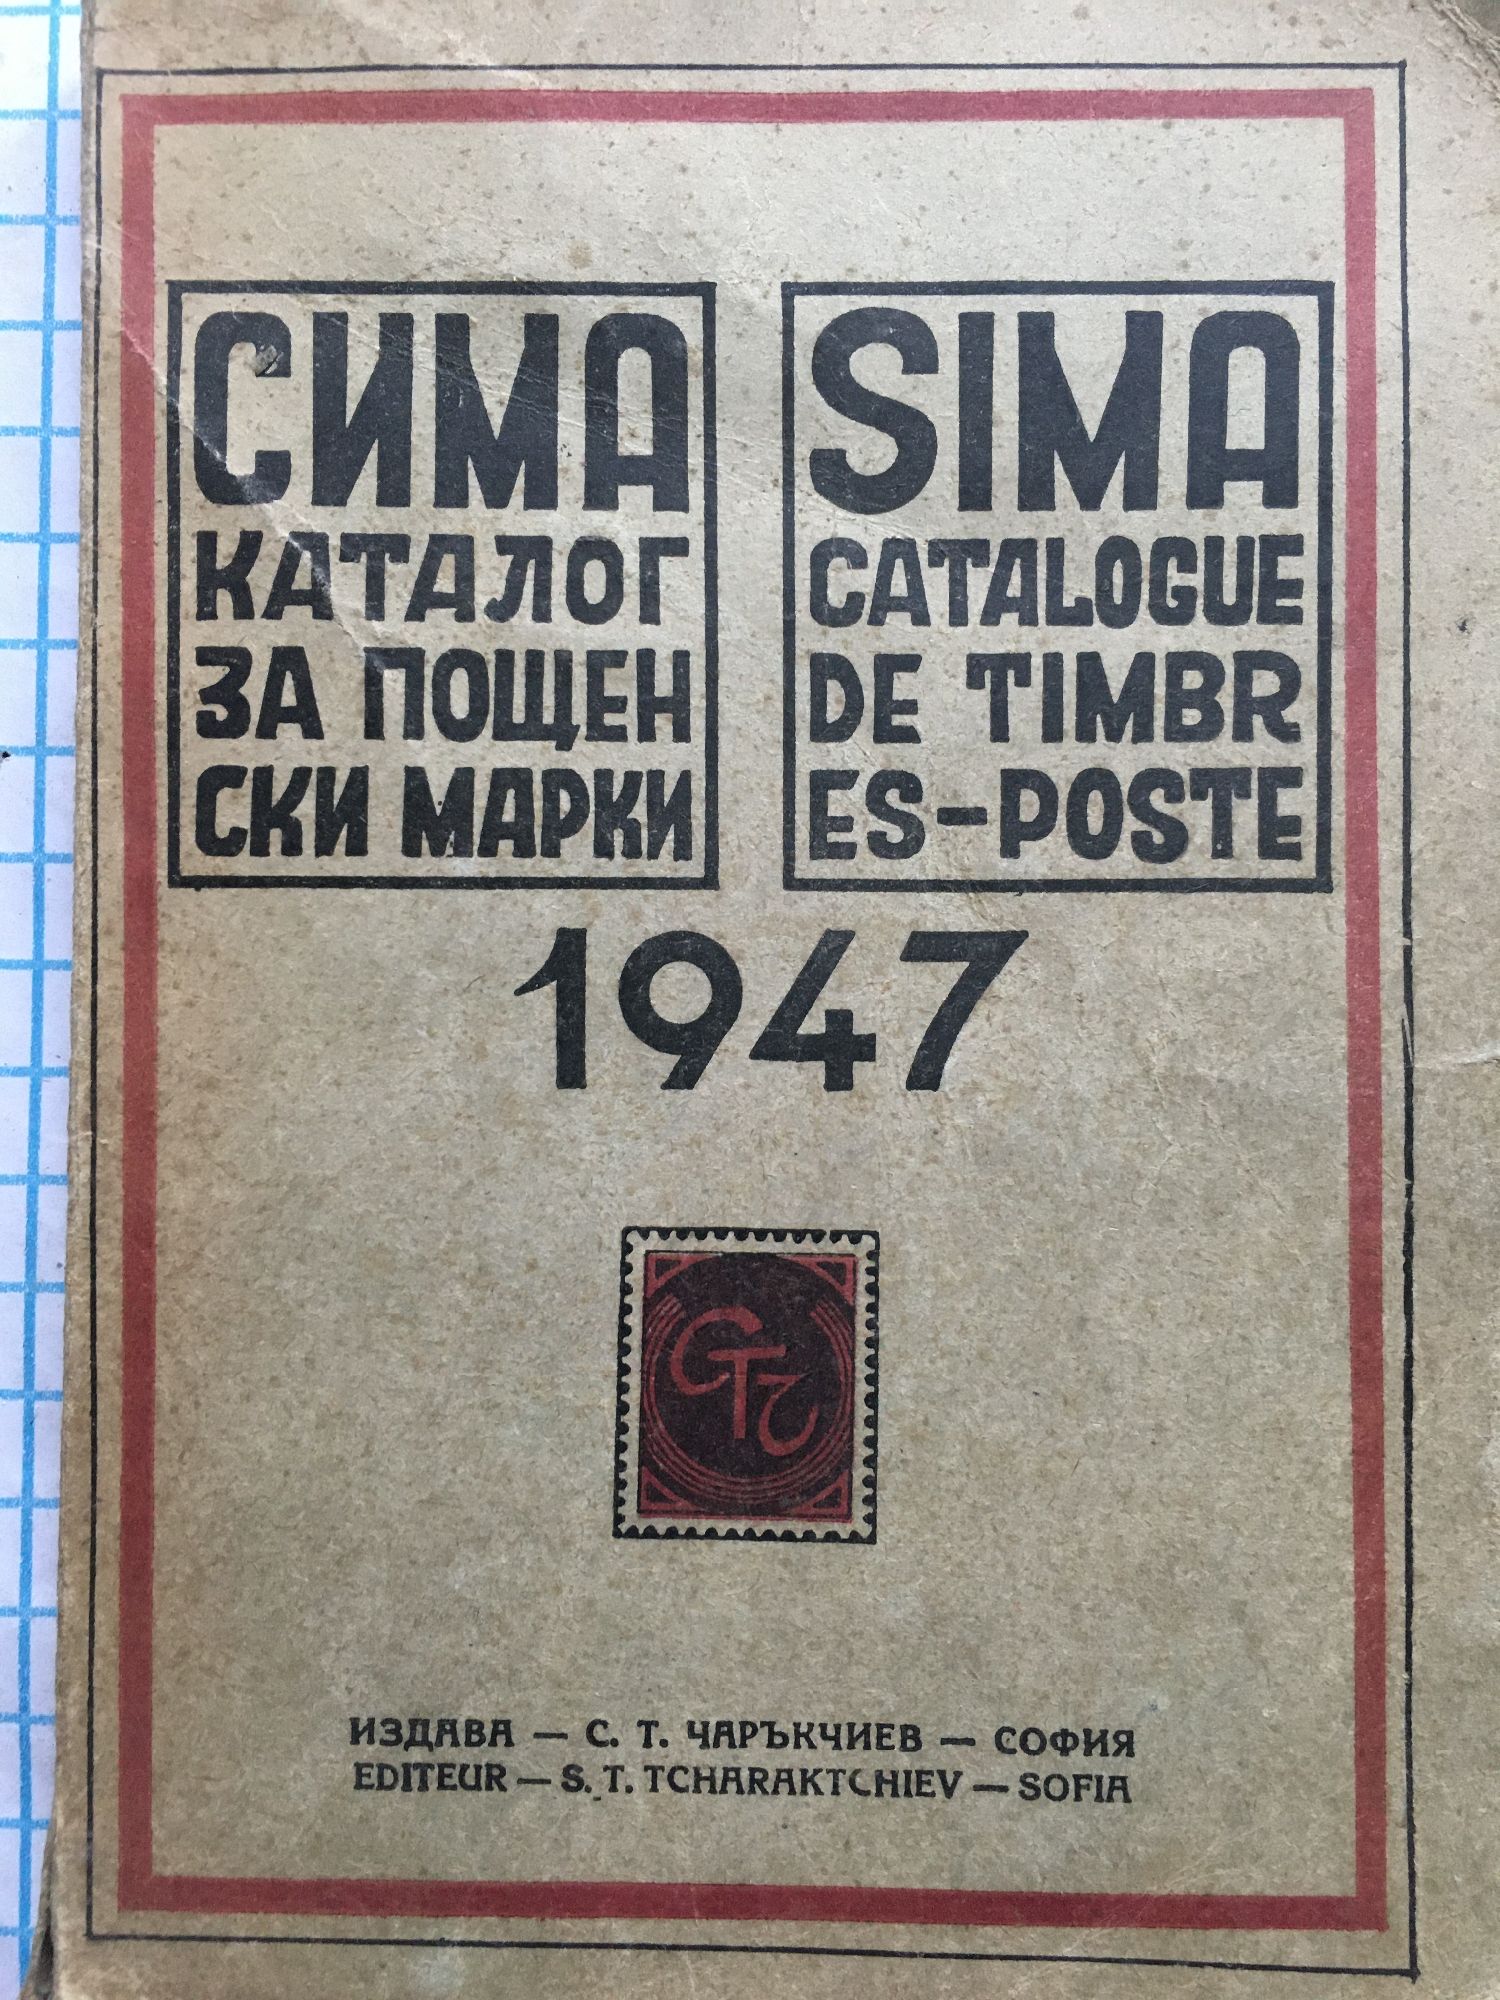 СИМА
КАТАЛОГ
ЗА ПОЩЕН
СКИ МАРКИ
SIMA
CATALOGUE
DE TIMBR
ES-POSTE
1947
СТЧ
ИЗДАВА — С. Т. ЧАРЪКЧИЕВ — СОФИЯ
EDITEUR — S. T. TCHARAKTCHIEV — SOFIA